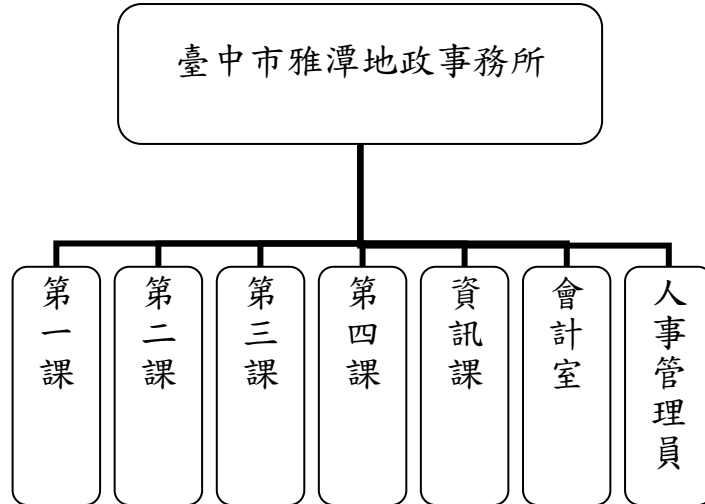 臺中市雅潭地政事務所
第一課
第二課
第三課
第四課
資訊課
會計室
人事管理員